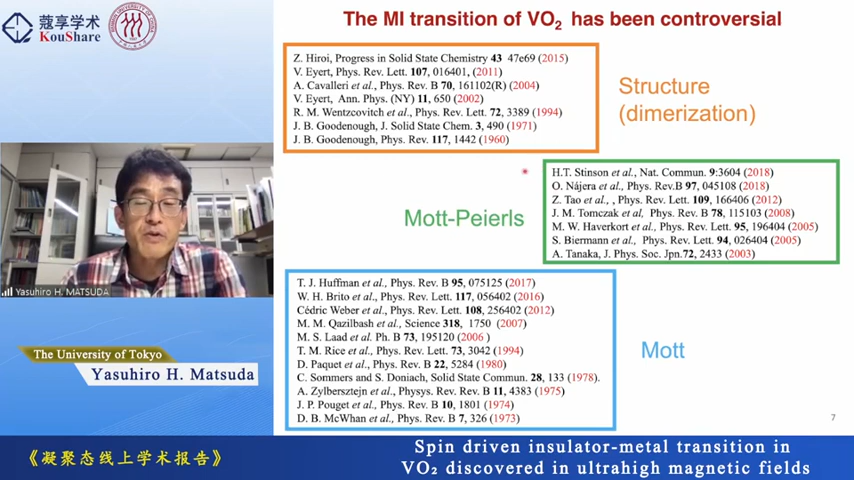 蔻享学术
KouShare
The MI transition of VO₂ has been controversial
Z. Hiroi, Progress in Solid State Chemistry 43 47e69 (2015)
V. Eyert, Phys. Rev. Lett. 107, 016401, (2011)
A. Cavalleri et al., Phys. Rev. B 70, 161102(R) (2004)
V. Eyert, Ann. Phys. (NY) 11, 650 (2002)
R. M. Wentzcovitch et al., Phys. Rev. Lett. 72, 3389 (1994)
J. B. Goodenough, J. Solid State Chem. 3, 490 (1971)
J. B. Goodenough, Phys. Rev. 117, 1442 (1960)
Structure
(dimerization)
Mott-Peierls
H.T. Stinson et al., Nat. Commun. 9:3604 (2018)
O. Nájera et al., Phys. Rev.B 97, 045108 (2018)
Z. Tao et al., , Phys. Rev. Lett. 109, 166406 (2012)
J. M. Tomczak et al, Phys. Rev. B 78, 115103 (2008)
M. W. Haverkort et al., Phys. Rev. Lett. 95, 196404 (2005)
S. Biermann et al., Phys. Rev. Lett. 94, 026404 (2005)
A. Tanaka, J. Phys. Soc. Jpn.72, 2433 (2003)
T. J. Huffman et al., Phys. Rev. B 95, 075125 (2017)
W. H. Brito et al., Phys. Rev. Lett. 117, 056402 (2016)
Cédric Weber et al., Phys. Rev. Lett. 108, 256402 (2012)
M. M. Qazilbash et al., Science 318, 1750 (2007)
M. S. Laad et al. Ph. B 73, 195120 (2006 )
T. M. Rice et al., Phys. Rev. Lett. 73, 3042 (1994)
D. Paquet et al., Phys. Rev. B 22, 5284 (1980)
C. Sommers and S. Doniach, Solid State Commun. 28, 133 (1978).
A. Zylbersztejn et al., Physys. Rev. Rev. B 11, 4383 (1975)
J. P. Pouget et al., Phys. Rev. B 10, 1801 (1974)
D. B. McWhan et al., Phys. Rev. B 7, 326 (1973)
Mott
7
Yasuhiro H. MATSUDA
The University of Tokyo
Yasuhiro H. Matsuda
《凝聚态线上学术报告》
Spin driven insulator-metal transition in
VO₂ discovered in ultrahigh magnetic fields